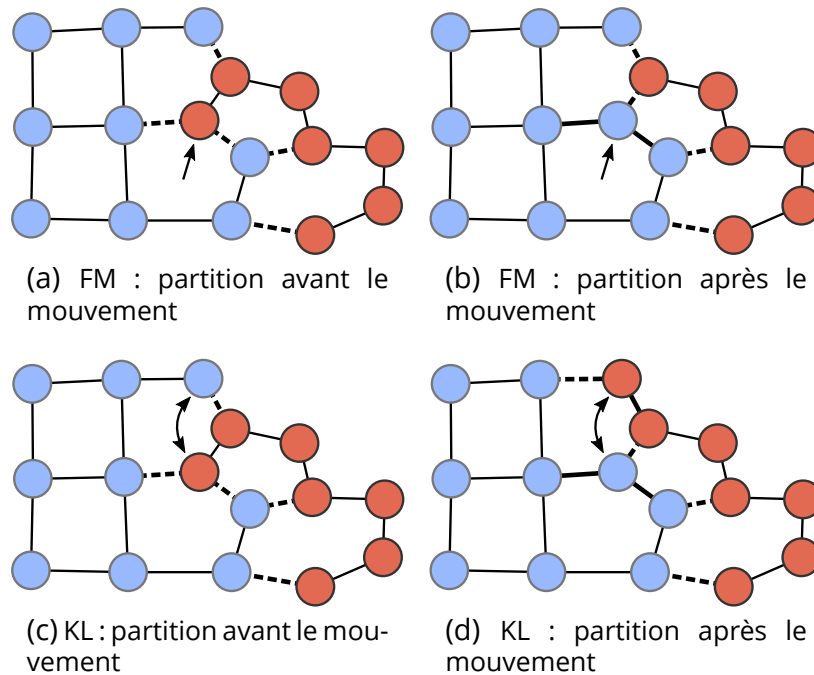 (a) FM : partition avant le
mouvement
(b) FM : partition après le
mouvement
(c) KL : partition avant le mou-
vement
(d) KL : partition après le
mouvement